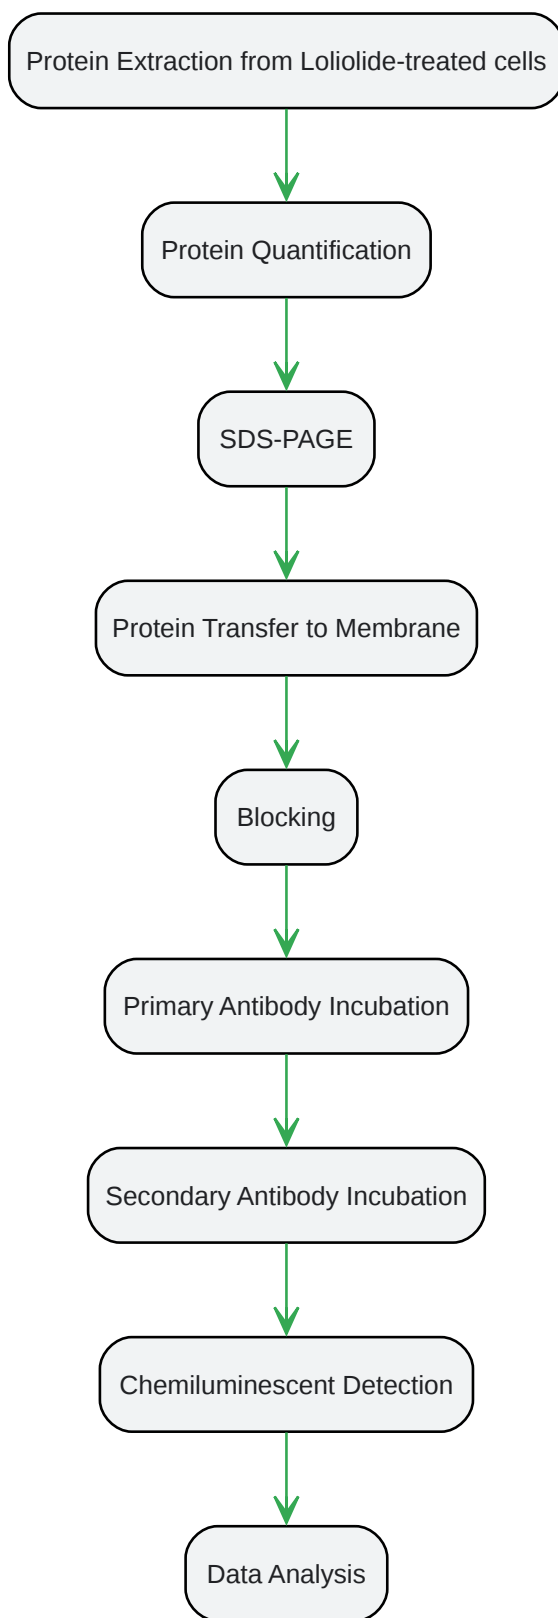 Protein Extraction from Loliolide-treated cells
Protein Quantification
SDS-PAGE
Protein Transfer to Membrane
Blocking
Primary Antibody Incubation
Secondary Antibody Incubation
Chemiluminescent Detection
Data Analysis